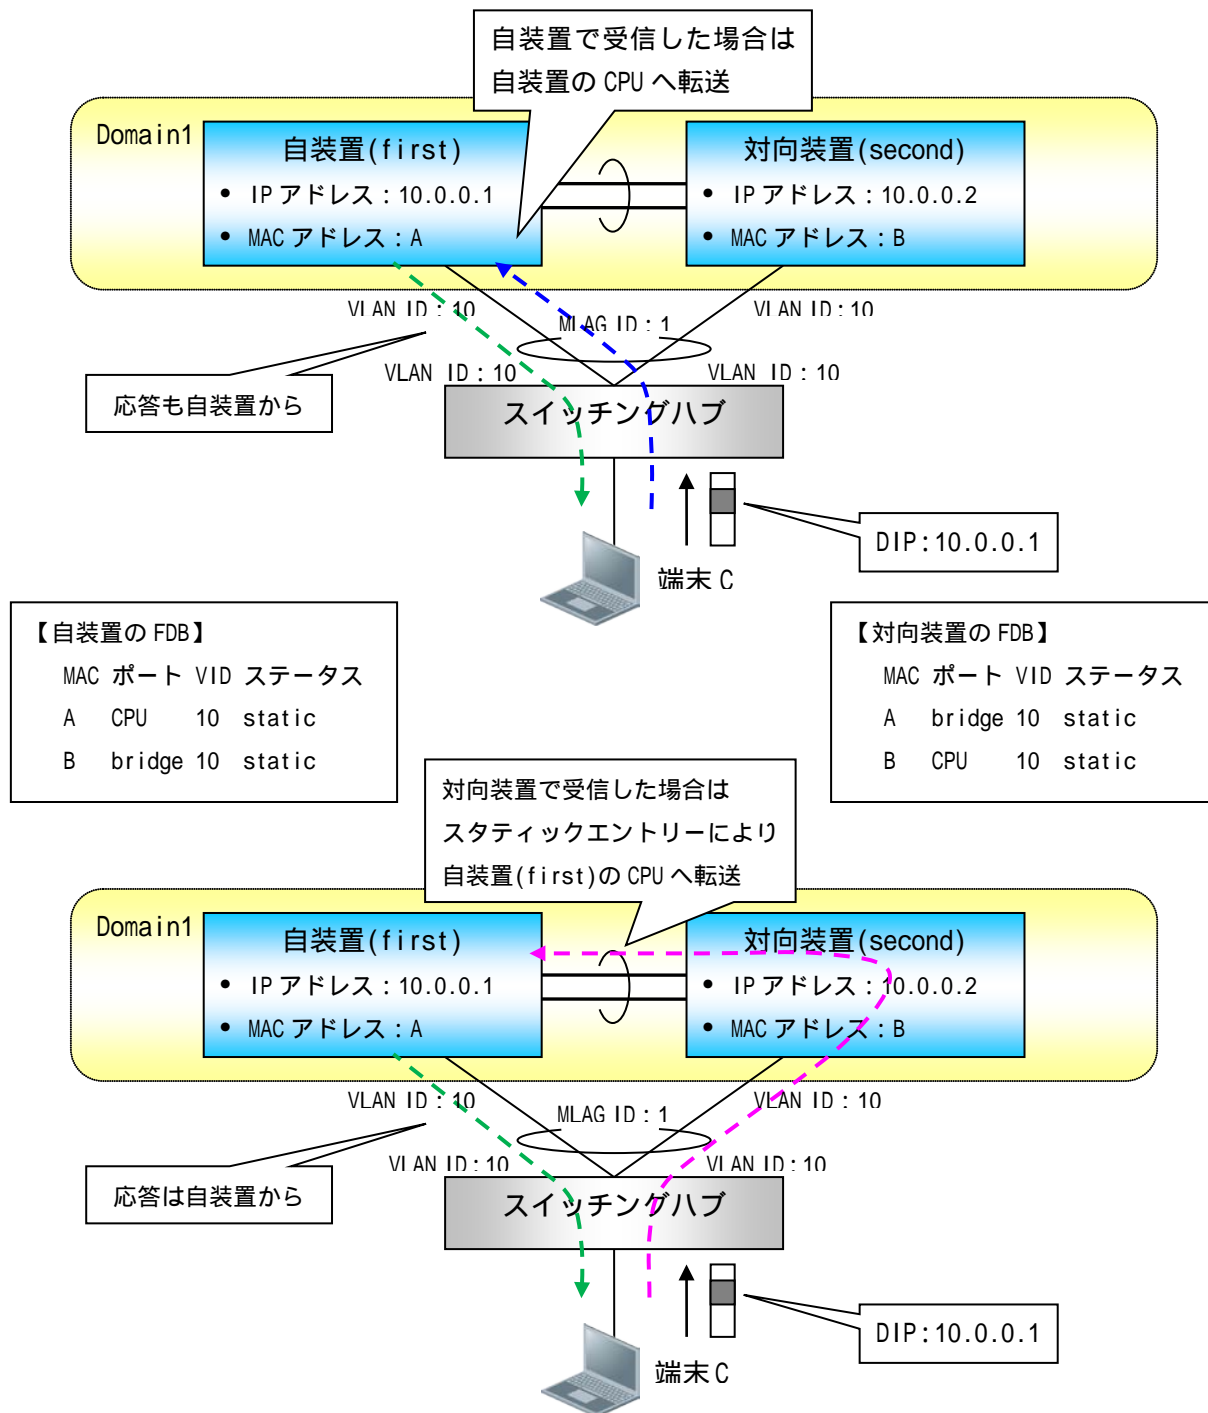 自装置で受信した場合は
自装置の CPU へ転送
Domain1
自装置(first)
• IP アドレス：10.0.0.1
• MAC アドレス：A
対向装置(second)
• IP アドレス：10.0.0.2
• MAC アドレス：B
VLAN ID：10
MLAG ID：1
VLAN ID：10
応答も自装置から
VLAN ID：10
VLAN ID：10
スイッチングハブ
DIP:10.0.0.1
端末 C
【自装置の FDB】
MAC ポート VID ステータス
A CPU 10 static
B bridge 10 static
【対向装置の FDB】
MAC ポート VID ステータス
A bridge 10 static
B CPU 10 static
対向装置で受信した場合は
スタティックエントリーにより
自装置(first)の CPU へ転送
Domain1
自装置(first)
• IP アドレス：10.0.0.1
• MAC アドレス：A
対向装置(second)
• IP アドレス：10.0.0.2
• MAC アドレス：B
VLAN ID：10
MLAG ID：1
VLAN ID：10
応答は自装置から
VLAN ID：10
VLAN ID：10
スイッチングハブ
DIP:10.0.0.1
端末 C